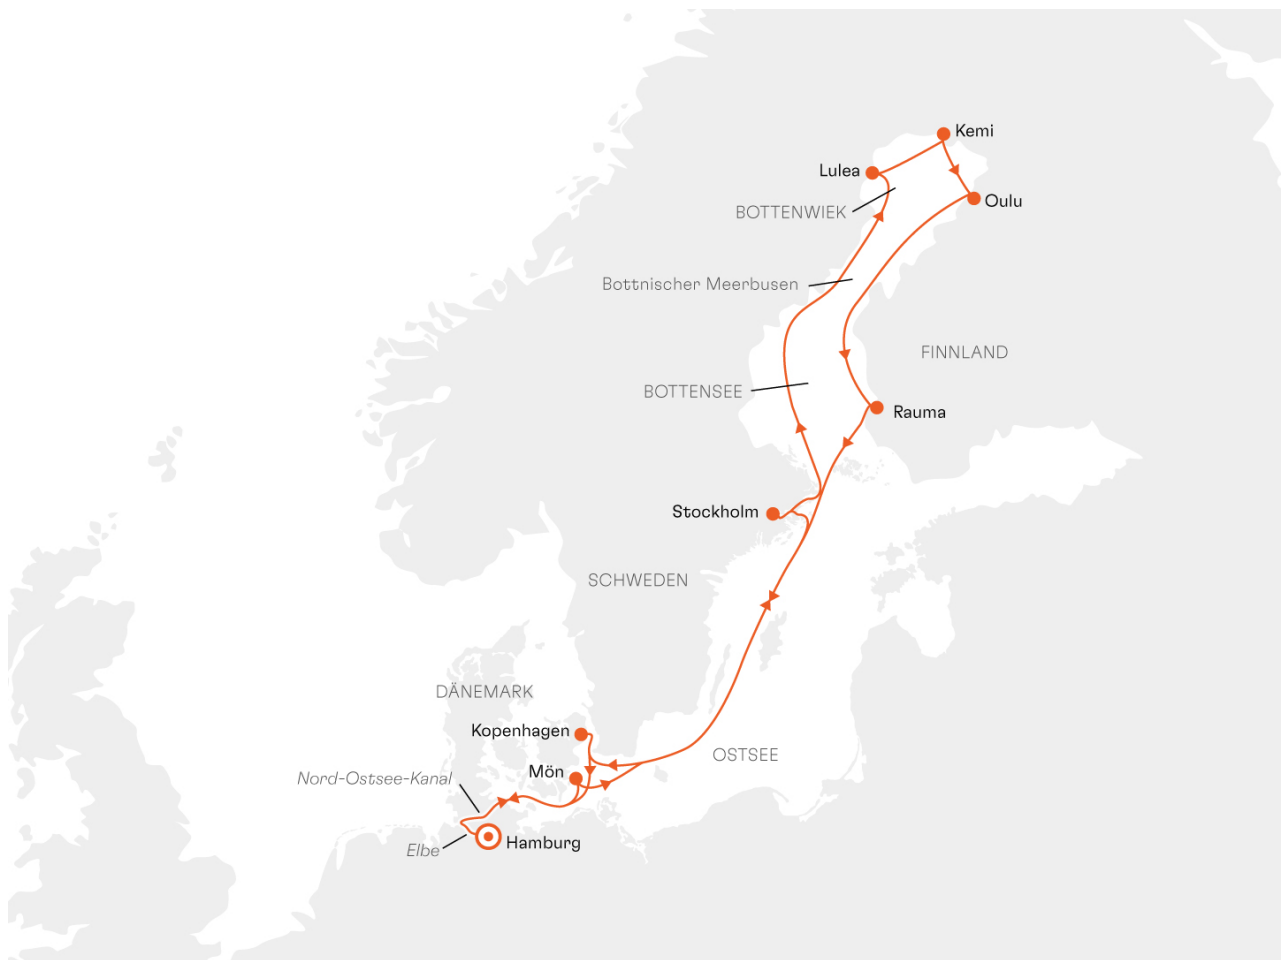 Kemi
Lulea
Oulu
BOTTENWIEK
Bottnischer Meerbusen
FINNLAND
BOTTENSEE
Rauma
Stockholm
SCHWEDEN
DÄNEMARK
Kopenhagen
OSTSEE
Mön
Nord-Ostsee-Kanal
Hamburg
Elbe